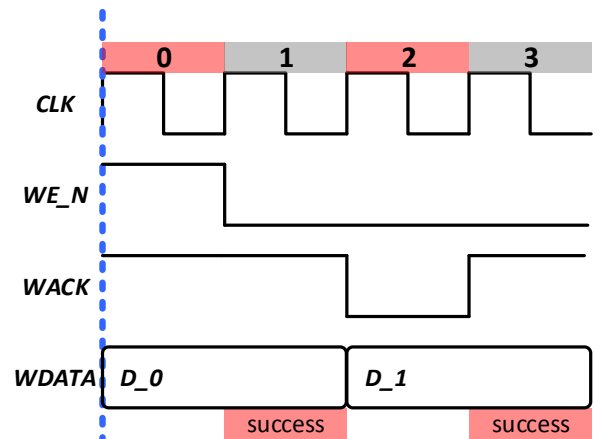 0 1 2 3
CLK
WE_N
WACK
WDATA D_0 D_1
success success